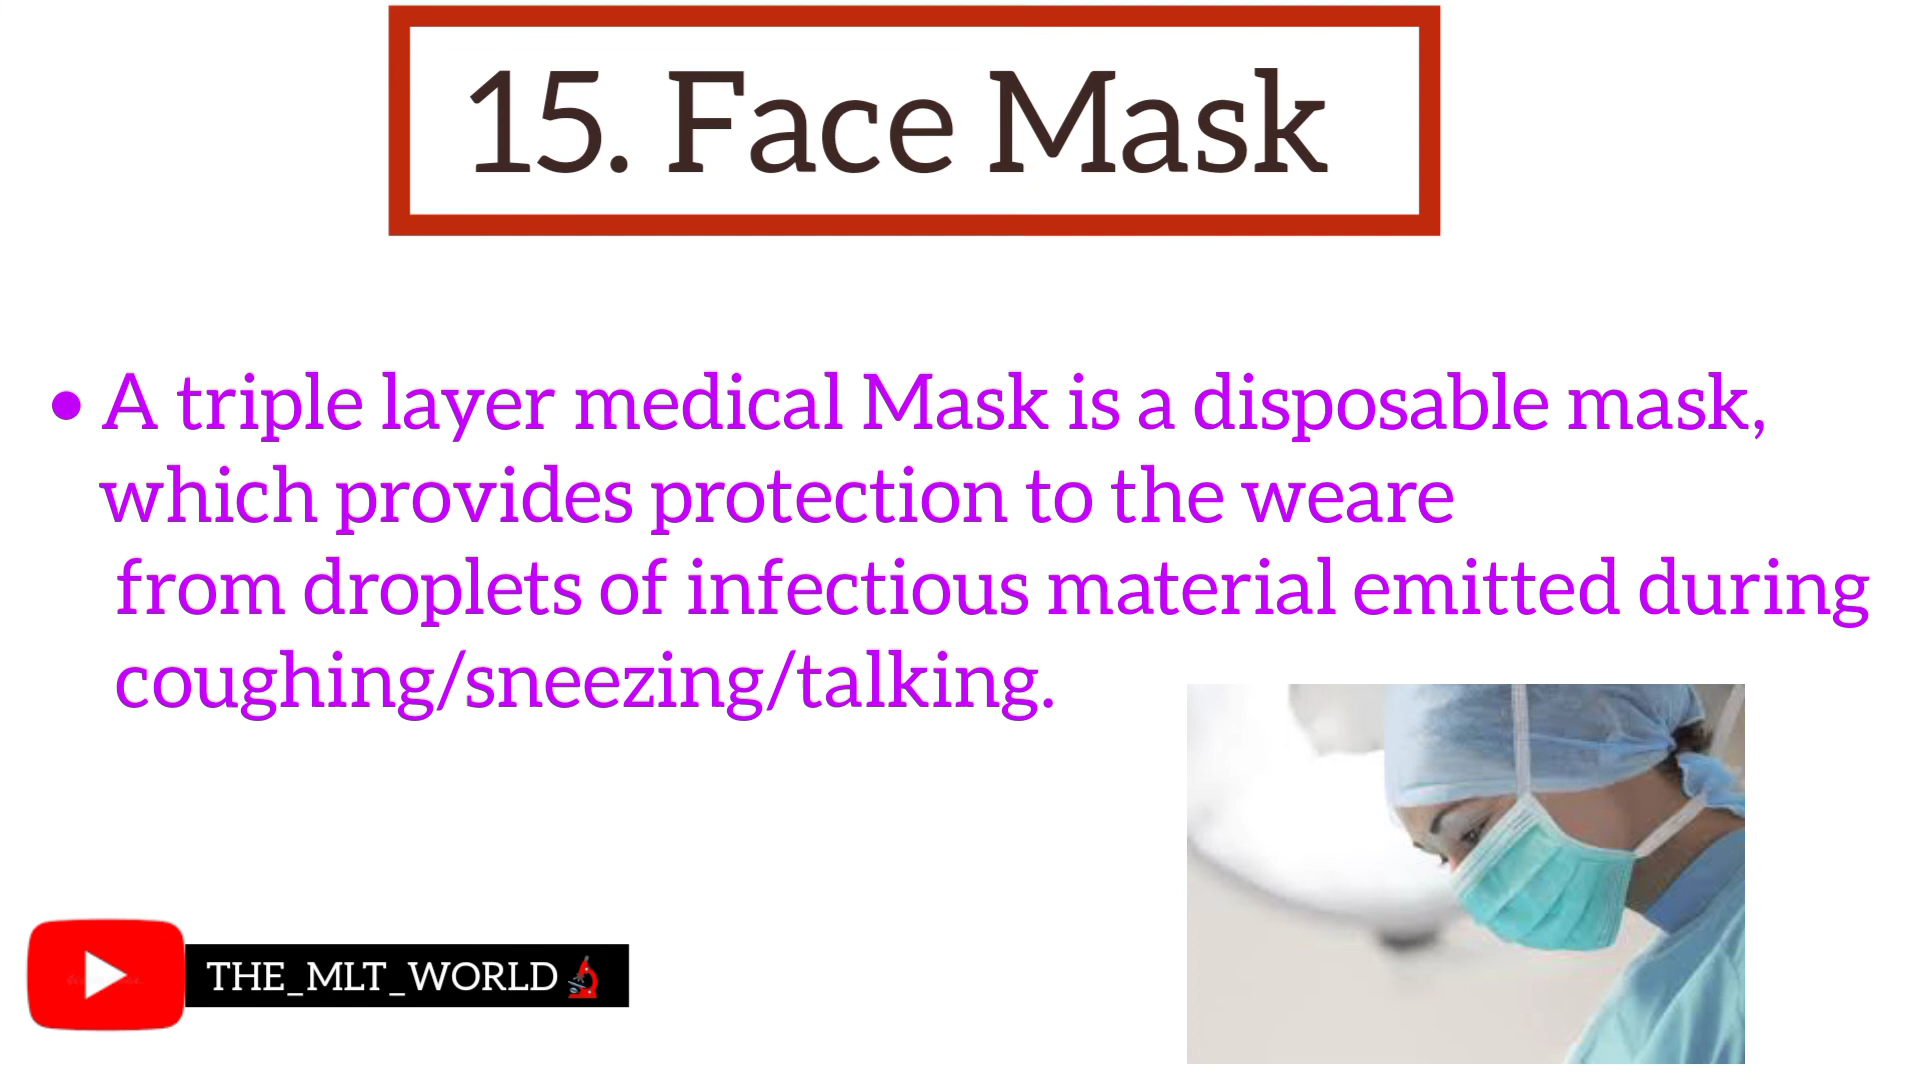 15. Face Mask
• A triple layer medical Mask is a disposable mask,
which provides protection to the weare
from droplets of infectious material emitted during
coughing/sneezing/talking.
THE_MLT_WORLD🔬